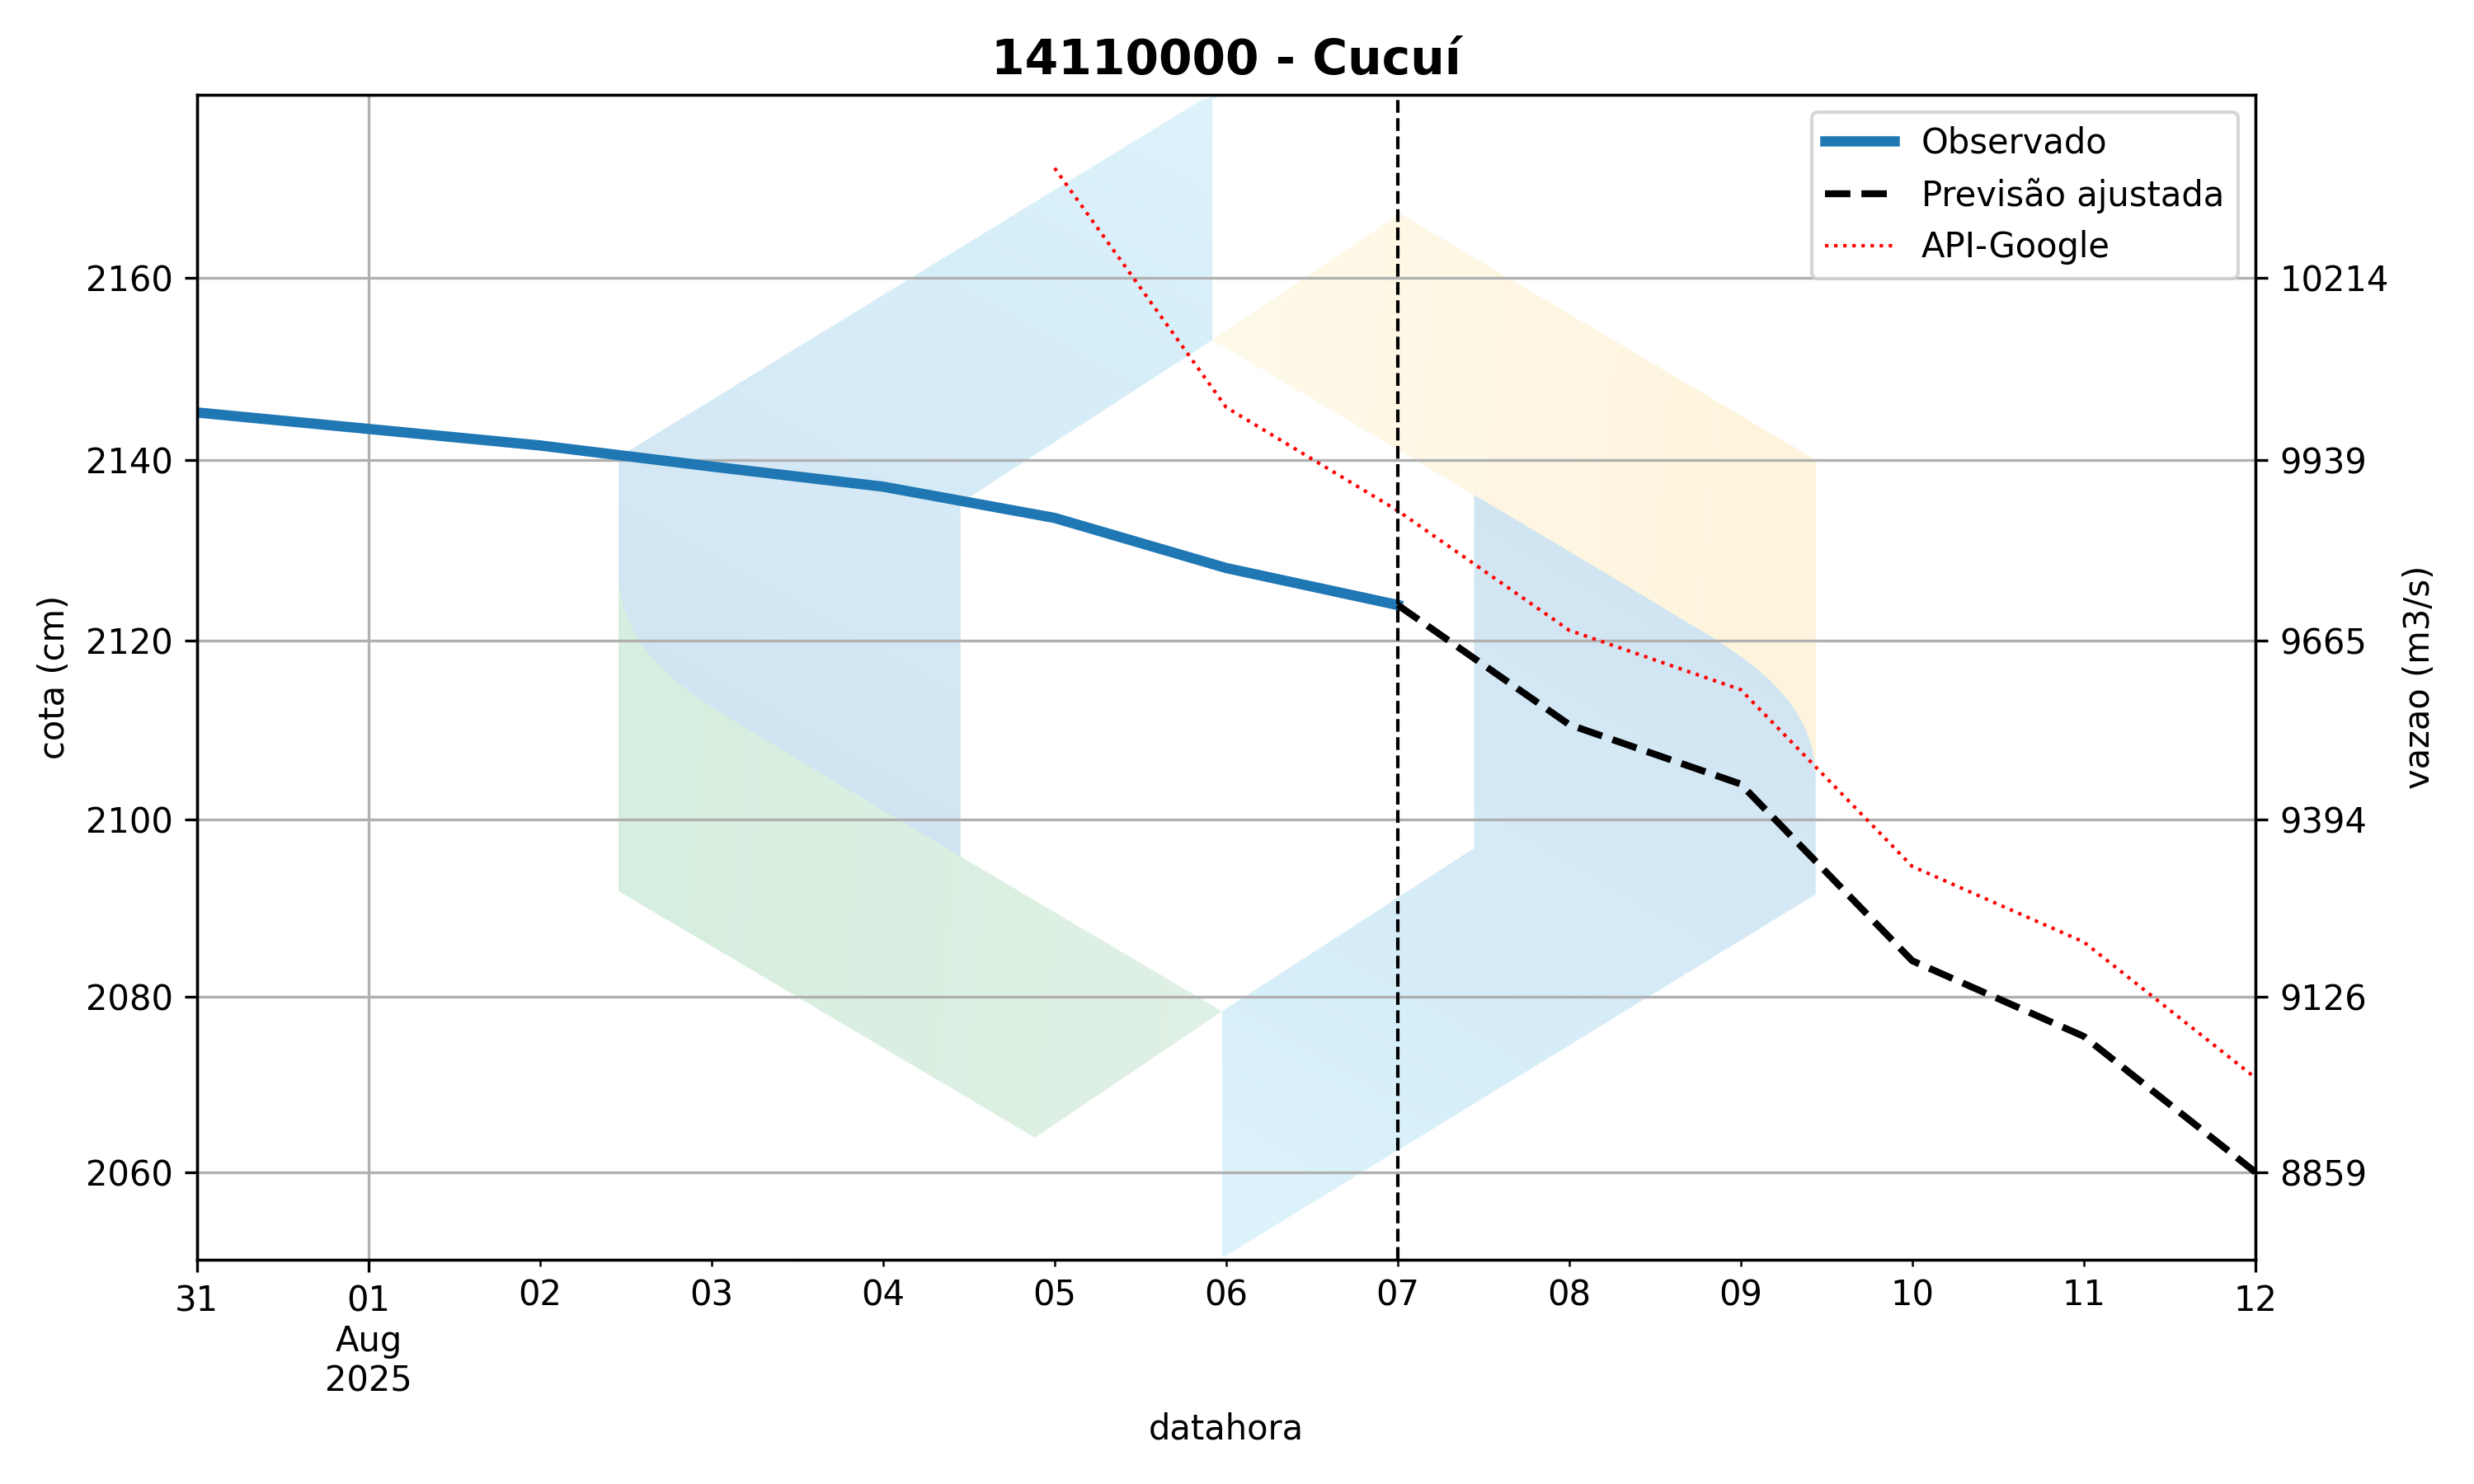 14110000 - Cucuí
Observado
Previsão ajustada
API-Google
2160
2140
2120
2100
2080
2060
cota (cm)
10214
9939
9665
9394
9126
8859
vazao (m3/s)
31 01 02 03 04 05 06 07 08 09 10 11 12
Aug
2025
datahora